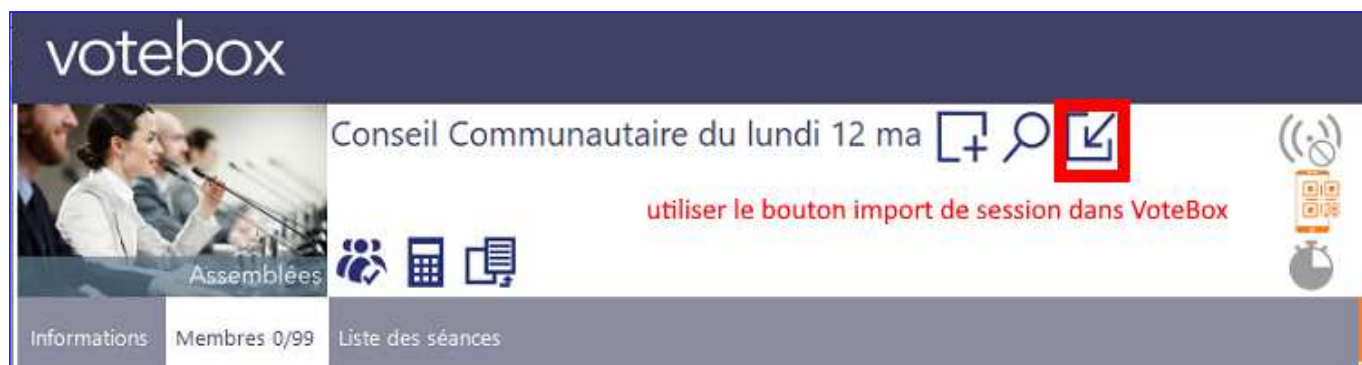 votebox
Conseil Communautaire du lundi 12 ma
utiliser le bouton import de session dans VoteBox
Assemblées
Informations Membres 0/99 Liste des séances